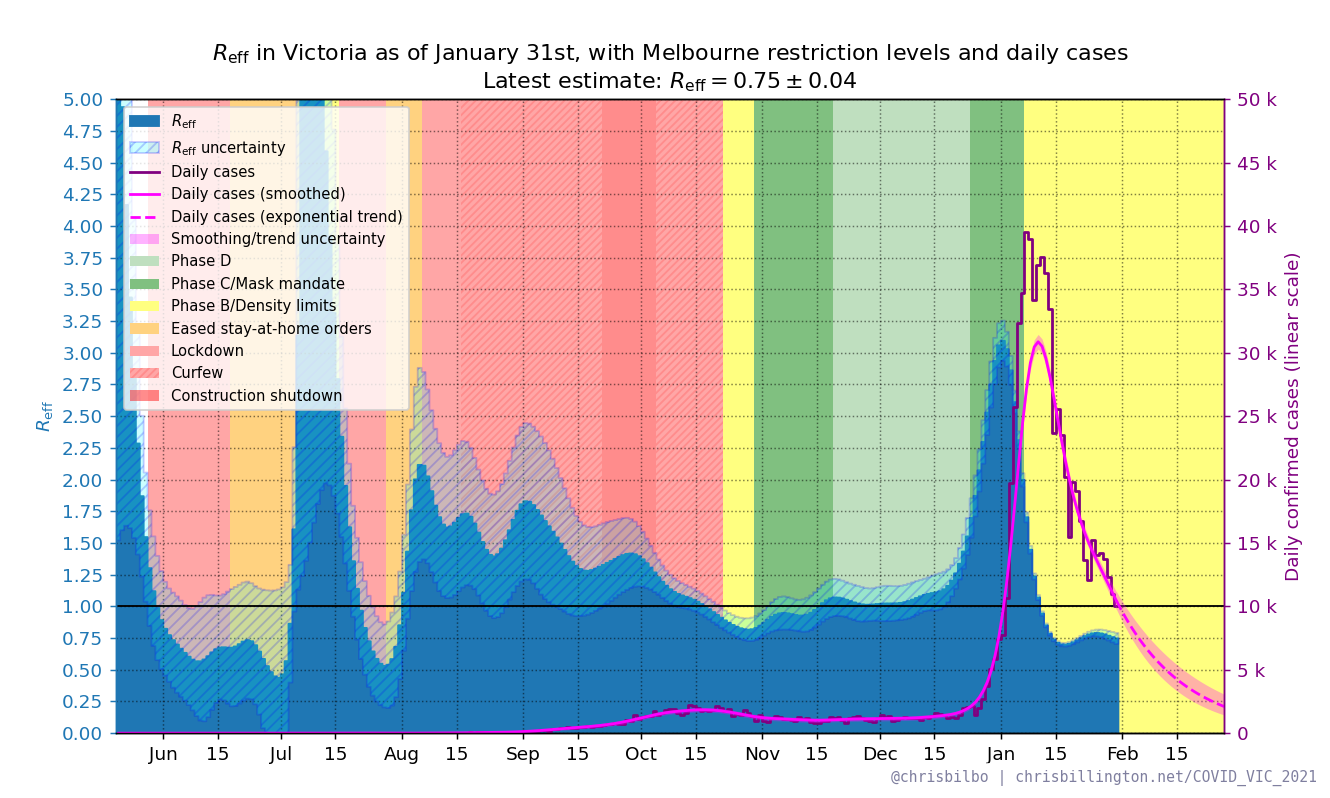 Reff in Victoria as of January 31st, with Melbourne restriction levels and daily cases
Latest estimate: Reff = 0.75 ± 0.04
Reff
Reff uncertainty
Daily cases
Daily cases (smoothed)
Daily cases (exponential trend)
Smoothing/trend uncertainty
Phase D
Phase C/Mask mandate
Phase B/Density limits
Eased stay-at-home orders
Lockdown
Curfew
Construction shutdown
5.00
4.75
4.50
4.25
4.00
3.75
3.50
3.25
3.00
2.75
2.50
2.25
2.00
1.75
1.50
1.25
1.00
0.75
0.50
0.25
0.00
Reff
50 k
45 k
40 k
35 k
30 k
25 k
20 k
15 k
10 k
5 k
0
Daily confirmed cases (linear scale)
Jun 15 Jul 15 Aug 15 Sep 15 Oct 15 Nov 15 Dec 15 Jan 15 Feb 15
@chrisbilbo | chrisbillington.net/COVID_VIC_2021